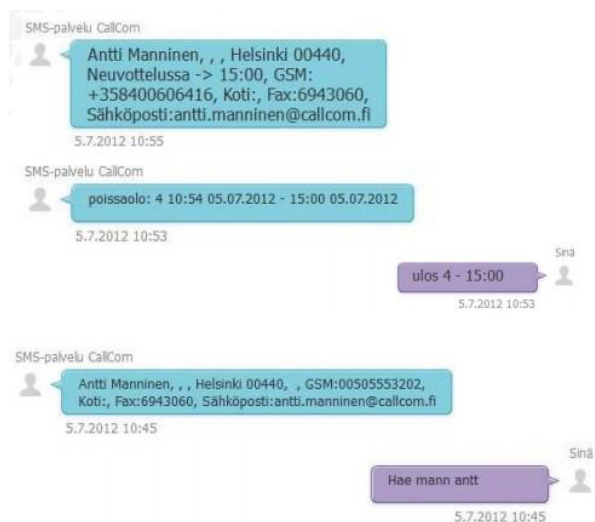 SMS-palvelu CallCom
Antti Manninen, , , Helsinki 00440,
Neuvottelussa -> 15:00, GSM:
+358400606416, Koti:, Fax:6943060,
Sähköposti:antti.manninen@callcom.fi
5.7.2012 10:55
SMS-palvelu CallCom
poissaolo: 4 10:54 05.07.2012 - 15:00 05.07.2012
5.7.2012 10:53
Sinä
ulos 4 - 15:00
5.7.2012 10:53
SMS-palvelu CallCom
Antti Manninen, , , Helsinki 00440, , GSM:00505553202,
Koti:, Fax:6943060, Sähköposti:antti.manninen@callcom.fi
5.7.2012 10:45
Sinä
Hae mann antt
5.7.2012 10:45